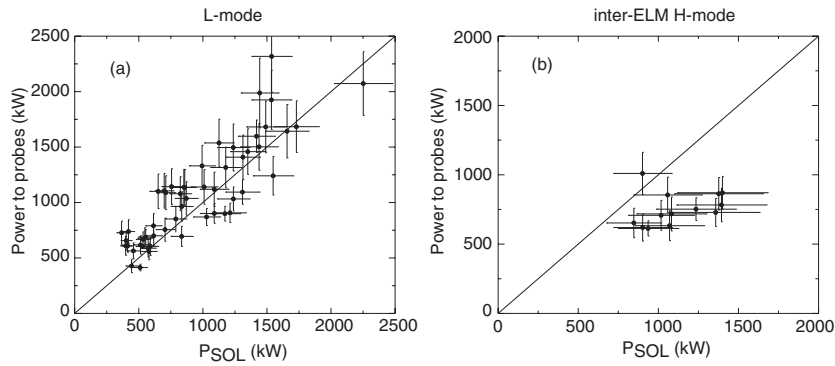 L-mode
inter-ELM H-mode
(a)
Power to probes (kW)
2500
2000
1500
1000
500
0
0 500 1000 1500 2000 2500
PSOL (kW)
(b)
Power to probes (kW)
2000
1500
1000
500
0
0 500 1000 1500 2000
PSOL (kW)